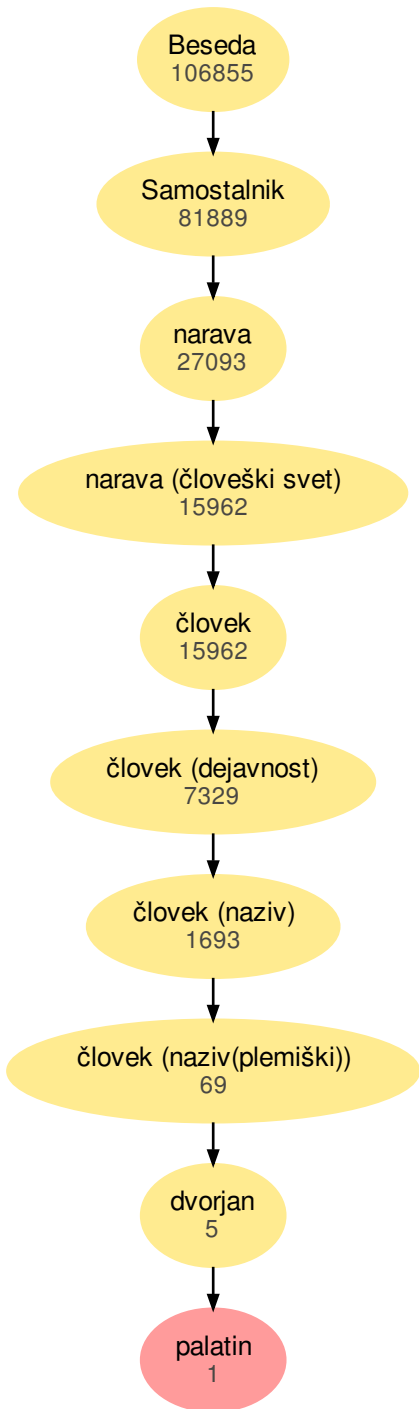 Beseda
106855
Samostalnik
81889
narava
27093
narava (človeški svet)
15962
človek
15962
človek (dejavnost)
7329
človek (naziv)
1693
človek (naziv(plemiški))
69
dvorjan
5
palatin
1